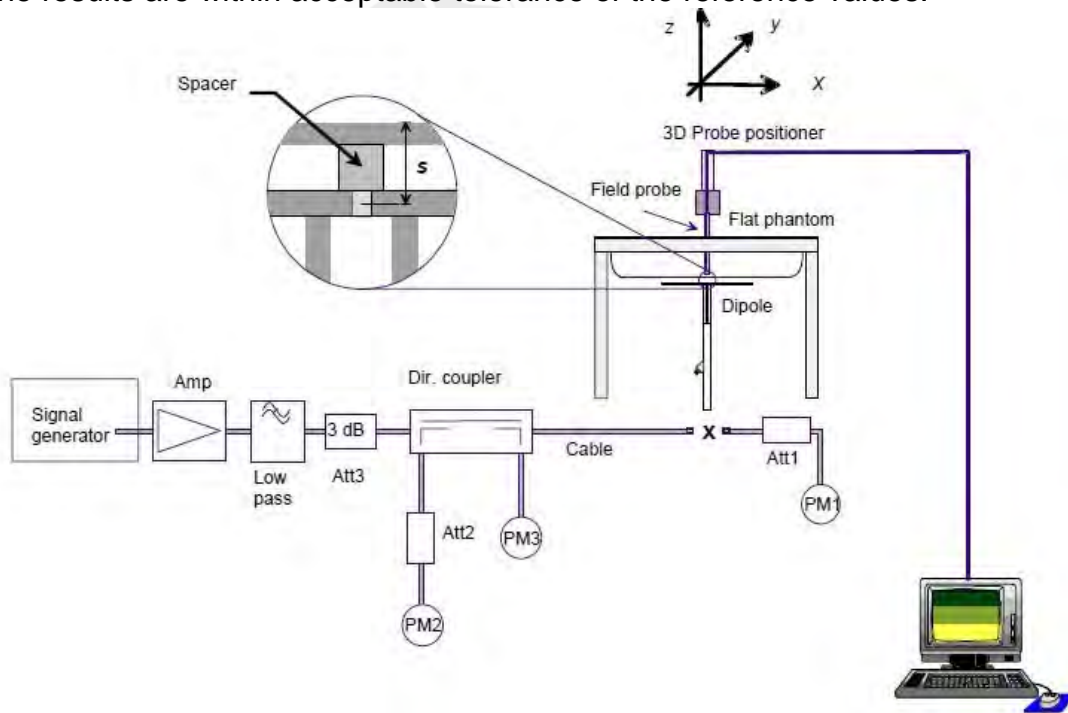 he results are within acceptable tolerance of the reference values.
z
y
x
Spacer
s
3D Probe positioner
Field probe
Flat phantom
Dipole
Signal
generator
Amp
Low
pass
3 dB
Att3
Dir. coupler
Cable
x
Att1
PM1
Att2
PM3
PM2